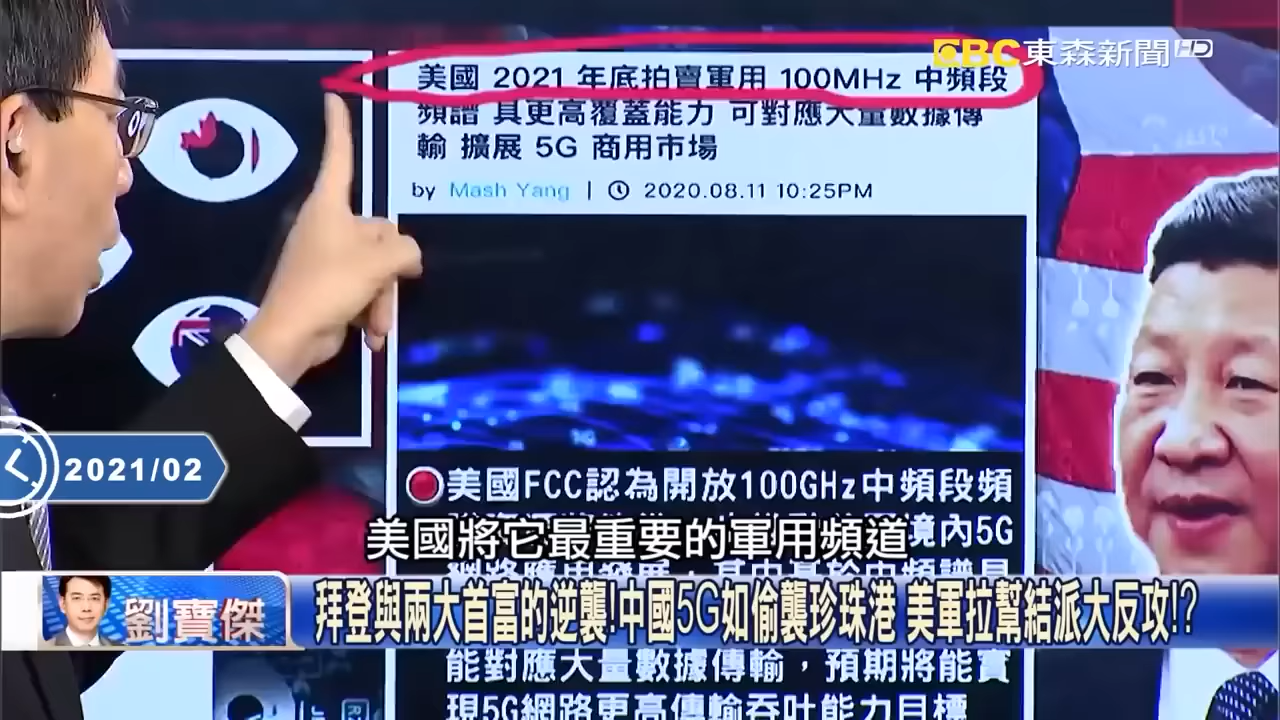 EBC東森新聞HD
美國 2021 年底拍賣軍用 100MHz 中頻段
頻譜 具更高覆蓋能力 可對應大量數據傳
輸 擴展 5G 商用市場
by Mash Yang | 2020.08.11 10:25PM
2021/02
美國FCC認為開放100GHz中頻段頻
境內5G
美國將它最重要的軍用頻道
劉寶傑
拜登與兩大首富的逆襲!中國5G如偷襲珍珠港 美軍拉幫結派大反攻!?
能對應大量數據傳輸，預期將能實
現5G網路更高傳輸吞吐能力目標